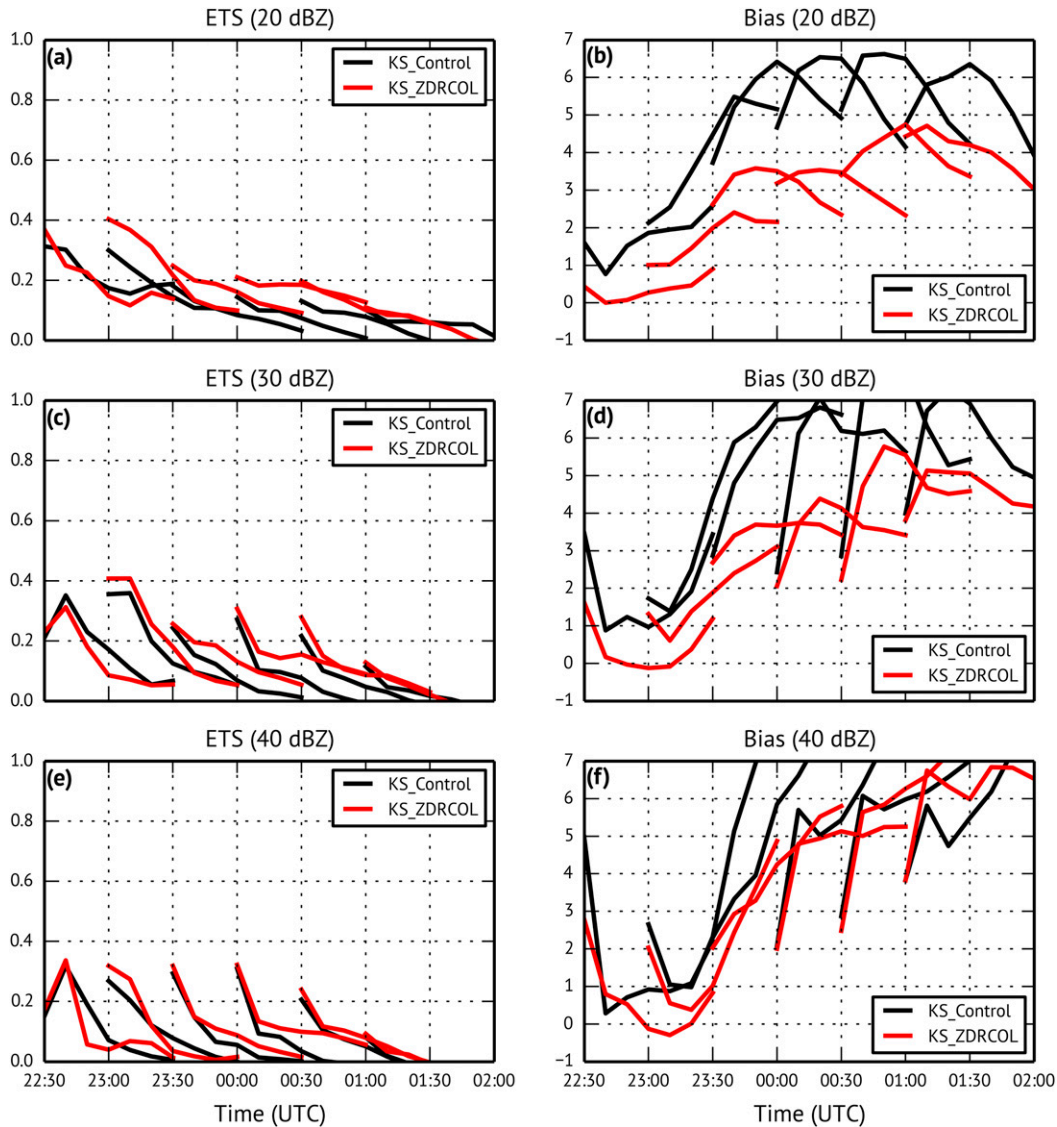 ETS (20 dBZ)
(a)
KS_Control
KS_ZDRCOL
1.0
0.8
0.6
0.4
0.2
0.0
Bias (20 dBZ)
(b)
KS_Control
KS_ZDRCOL
7
6
5
4
3
2
1
0
−1
ETS (30 dBZ)
(c)
KS_Control
KS_ZDRCOL
1.0
0.8
0.6
0.4
0.2
0.0
Bias (30 dBZ)
(d)
KS_Control
KS_ZDRCOL
7
6
5
4
3
2
1
0
−1
ETS (40 dBZ)
(e)
KS_Control
KS_ZDRCOL
1.0
0.8
0.6
0.4
0.2
0.0
22:30 23:00 23:30 00:00 00:30 01:00 01:30 02:00
Time (UTC)
Bias (40 dBZ)
(f)
KS_Control
KS_ZDRCOL
7
6
5
4
3
2
1
0
−1
22:30 23:00 23:30 00:00 00:30 01:00 01:30 02:00
Time (UTC)